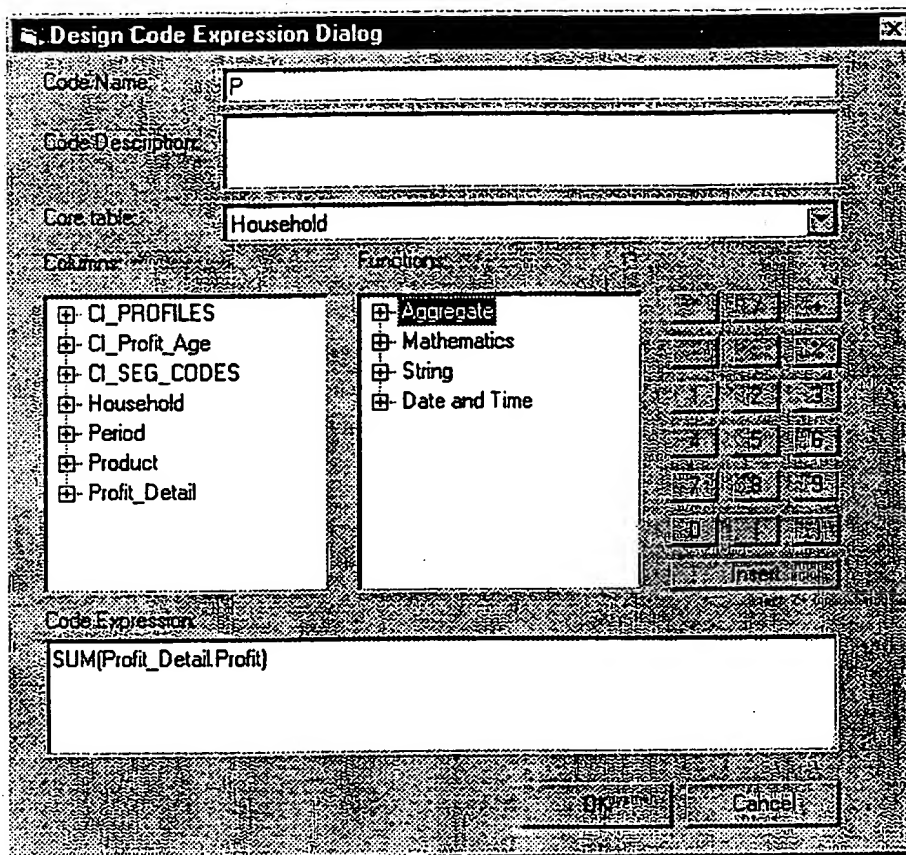 Design Code Expression Dialog
Code Name: P
Code Description:
Core table: Household
Columns: Functions:
CI_PROFILES
CI_Profit_Age
CI_SEG_CODES
Household
Period
Product
Profit_Detail
Aggregate
Mathematics
String
Date and Time
1 2 3
4 5 6
7 8 9
0
Insert
Code Expression:
SUM(Profit_Detail.Profit)
OK Cancel